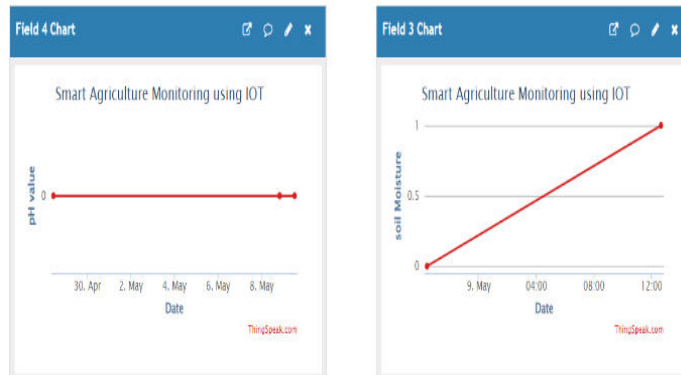 Field 4 Chart
Smart Agriculture Monitoring using IOT
pH value
0
30. Apr 2. May 4. May 6. May 8. May
Date
ThingSpeak.com
Field 3 Chart
Smart Agriculture Monitoring using IOT
soil Moisture
1
0.5
0
9. May 04:00 08:00 12:00
Date
ThingSpeak.com